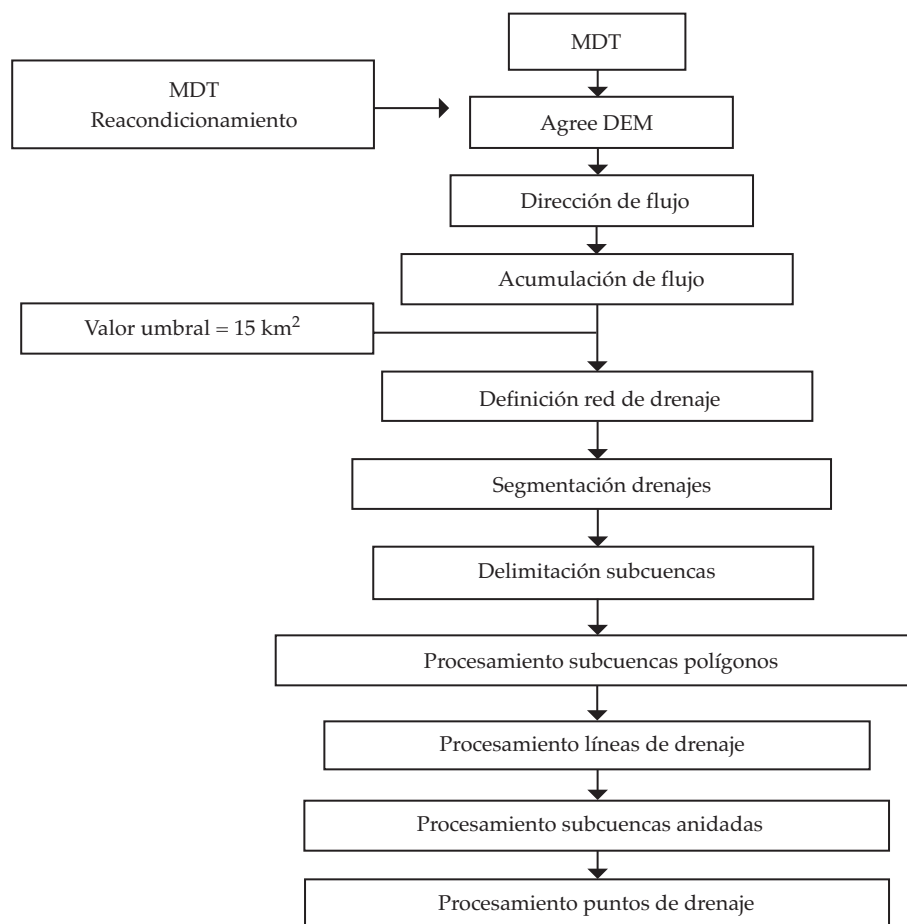 MDT
MDT
Reacondicionamiento
Agree DEM
Dirección de flujo
Acumulación de flujo
Valor umbral = 15 km²
Definición red de drenaje
Segmentación drenajes
Delimitación subcuencas
Procesamiento subcuencas polígonos
Procesamiento líneas de drenaje
Procesamiento subcuencas anidadas
Procesamiento puntos de drenaje